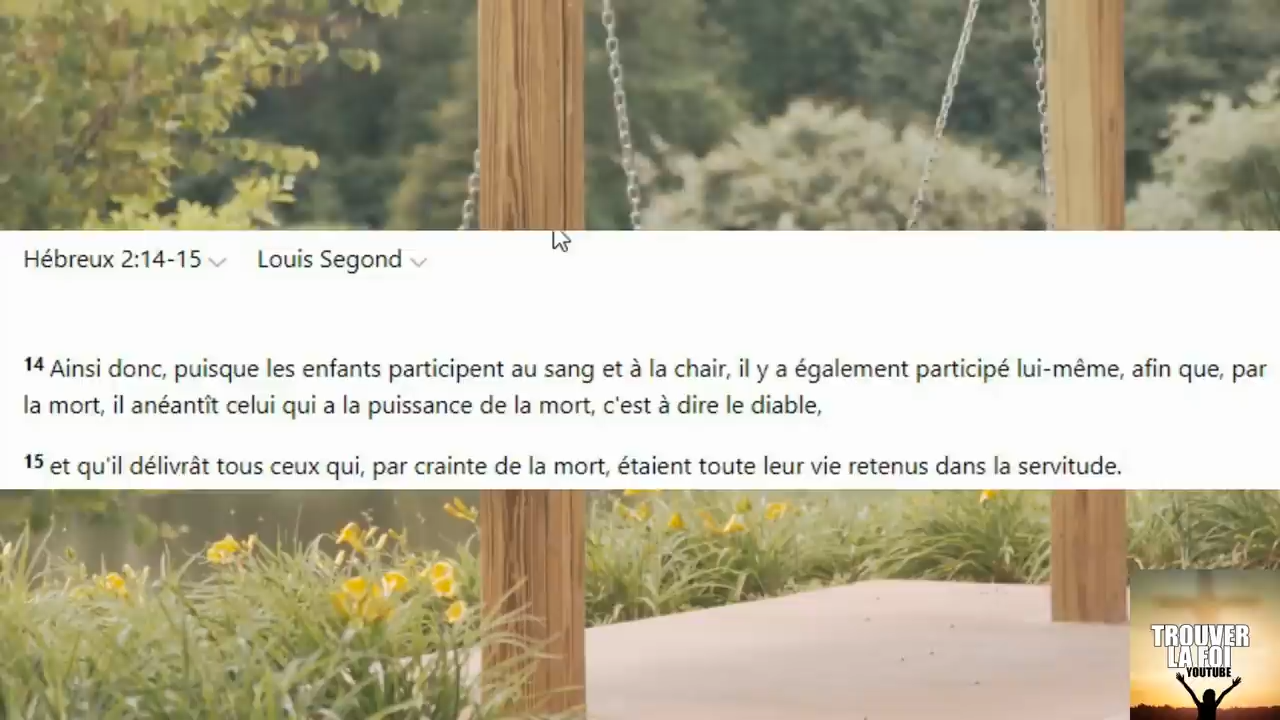 Hébreux 2:14-15 Louis Segond
14 Ainsi donc, puisque les enfants participent au sang et à la chair, il y a également participé lui-même, afin que, par
la mort, il anéantît celui qui a la puissance de la mort, c'est à dire le diable,
15 et qu'il délivrât tous ceux qui, par crainte de la mort, étaient toute leur vie retenus dans la servitude.
TROUVER
LA FOI
YOUTUBE